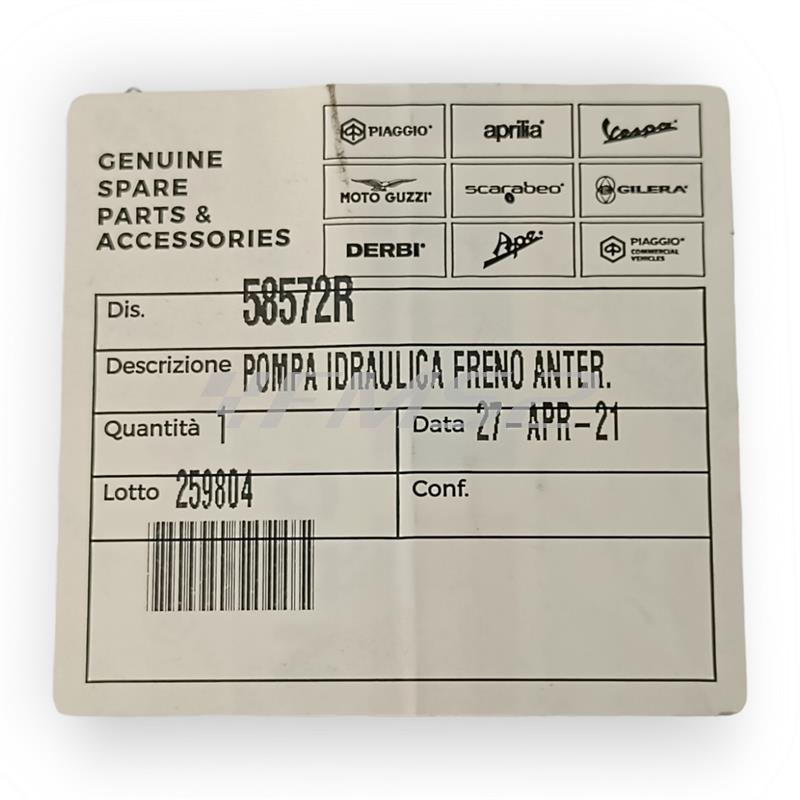 GENUINE
SPARE
PARTS &
ACCESSORIES
PIAGGIO aprilia Vespa
MOTO GUZZI scarabeo GILERA
DERBI Ape PIAGGIO COMMERCIAL VEHICLES
Dis. 58572R
Descrizione POMPA IDRAULICA FRENO ANTER.
FMS2
Quantità 1 Data 27-APR-21
Lotto 259804 Conf.